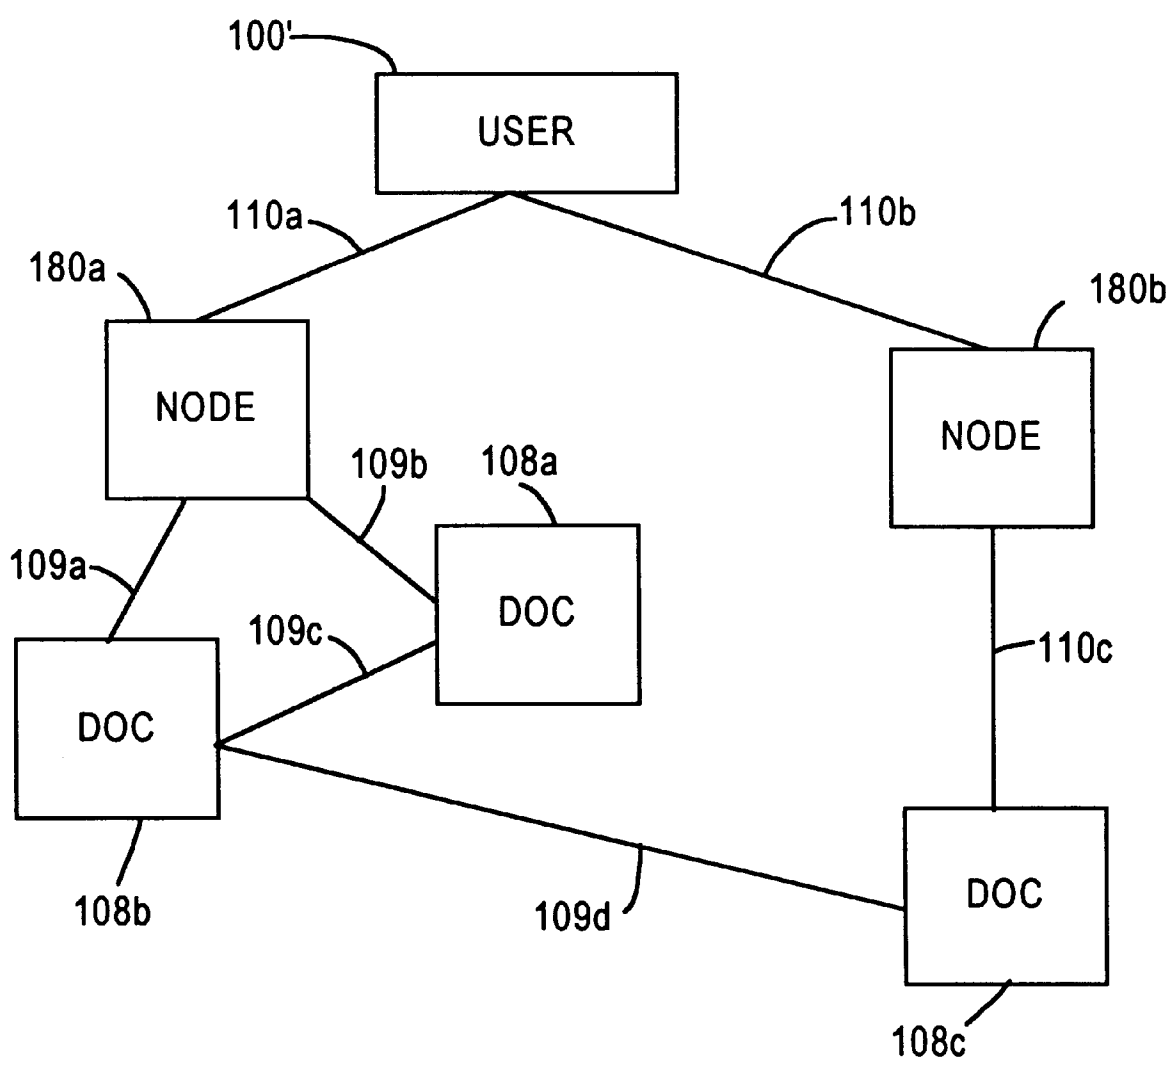 100'
USER
110a
110b
180a
180b
NODE
NODE
109b
108a
109a
DOC
109c
110c
DOC
DOC
108b
109d
108c